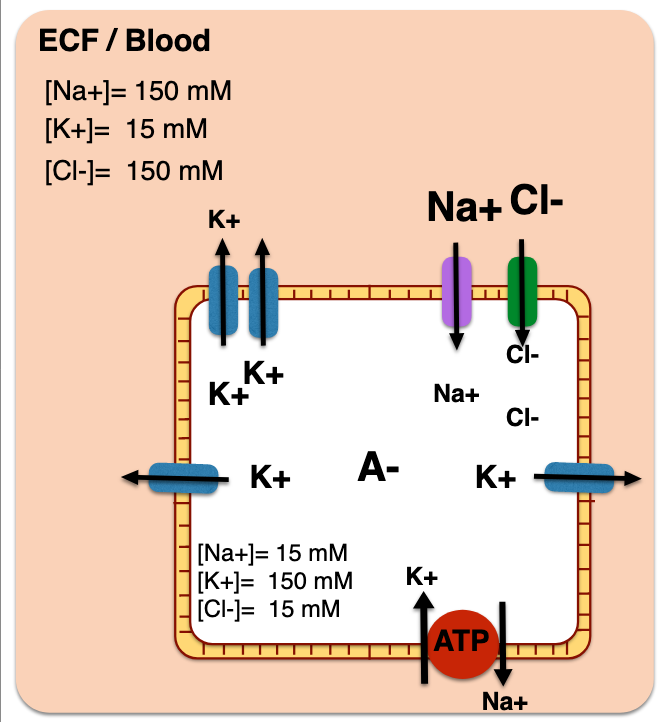 ECF / Blood
[Na+]= 150 mM
[K+]=  15 mM
[Cl-]=  150 mM
Na+ Cl-
K+
Cl-
K+
K+
Na+
Cl-
K+
A-
K+
[Na+]= 15 mM
[K+]=  150 mM
[Cl-]=  15 mM
K+
ATP
Na+